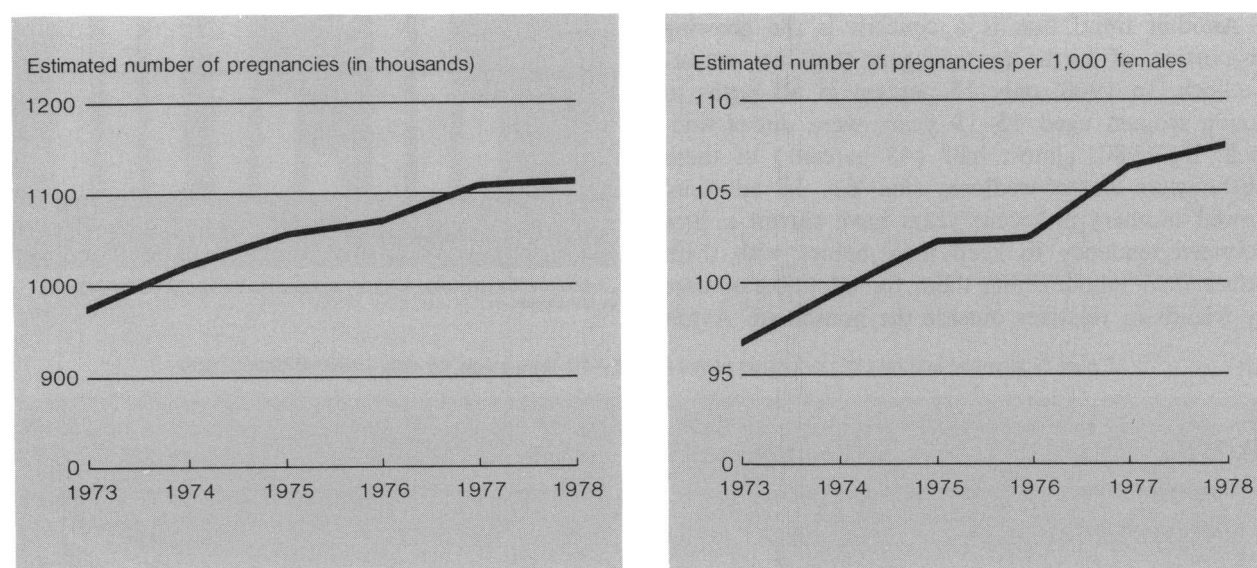 Estimated number of pregnancies (in thousands)
1200
1100
1000
900
0
1973 1974 1975 1976 1977 1978
Estimated number of pregnancies per 1,000 females
110
105
100
95
0
1973 1974 1975 1976 1977 1978